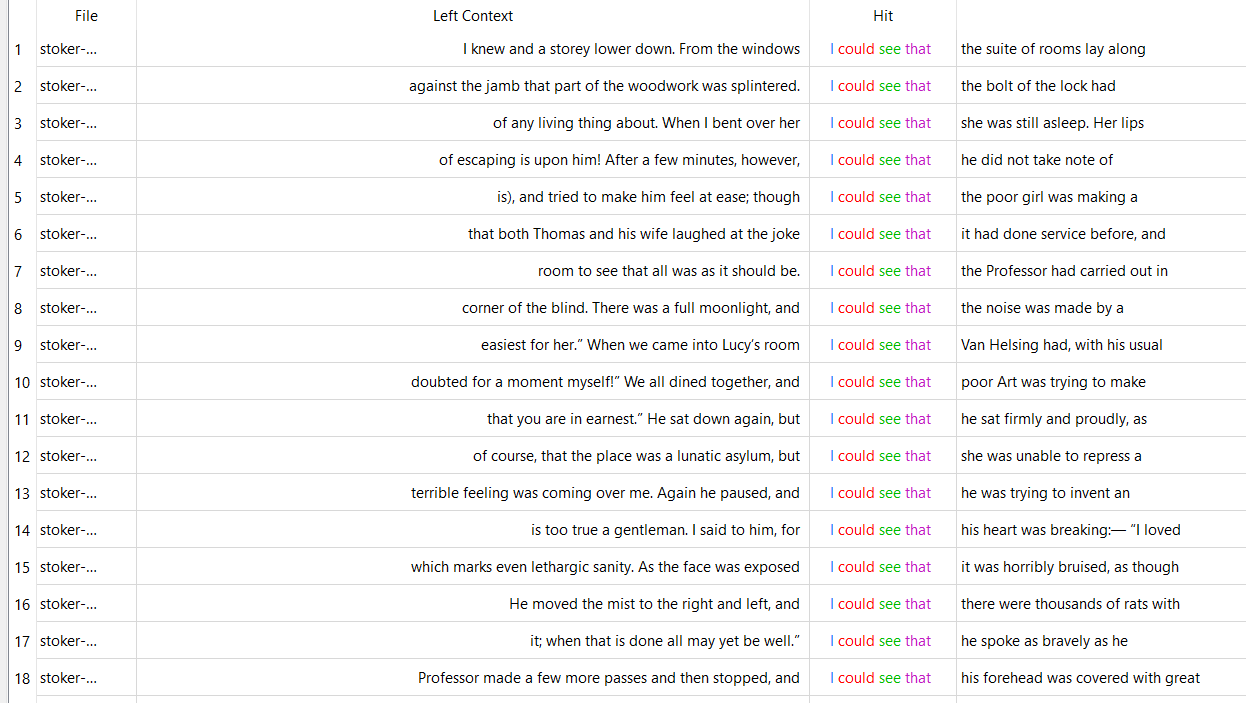 File Left Context Hit
1 stoker-... I knew and a storey lower down. From the windows I could see that the suite of rooms lay along
2 stoker-... against the jamb that part of the woodwork was splintered. I could see that the bolt of the lock had
3 stoker-... of any living thing about. When I bent over her I could see that she was still asleep. Her lips
4 stoker-... of escaping is upon him! After a few minutes, however, I could see that he did not take note of
5 stoker-... is), and tried to make him feel at ease; though I could see that the poor girl was making a
6 stoker-... that both Thomas and his wife laughed at the joke I could see that it had done service before, and
7 stoker-... room to see that all was as it should be. I could see that the Professor had carried out in
8 stoker-... corner of the blind. There was a full moonlight, and I could see that the noise was made by a
9 stoker-... easiest for her.” When we came into Lucy’s room I could see that Van Helsing had, with his usual
10 stoker-... doubted for a moment myself!” We all dined together, and I could see that poor Art was trying to make
11 stoker-... that you are in earnest.” He sat down again, but I could see that he sat firmly and proudly, as
12 stoker-... of course, that the place was a lunatic asylum, but I could see that she was unable to repress a
13 stoker-... terrible feeling was coming over me. Again he paused, and I could see that he was trying to invent an
14 stoker-... is too true a gentleman. I said to him, for I could see that his heart was breaking:— “I loved
15 stoker-... which marks even lethargic sanity. As the face was exposed I could see that it was horribly bruised, as though
16 stoker-... He moved the mist to the right and left, and I could see that there were thousands of rats with
17 stoker-... it; when that is done all may yet be well.” I could see that he spoke as bravely as he
18 stoker-... Professor made a few more passes and then stopped, and I could see that his forehead was covered with great